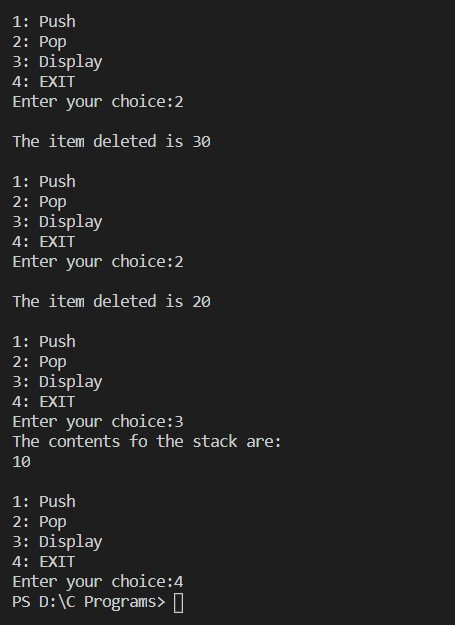 1: Push
2: Pop
3: Display
4: EXIT
Enter your choice:2
The item deleted is 30
1: Push
2: Pop
3: Display
4: EXIT
Enter your choice:2
The item deleted is 20
1: Push
2: Pop
3: Display
4: EXIT
Enter your choice:3
The contents fo the stack are:
10
1: Push
2: Pop
3: Display
4: EXIT
Enter your choice:4
PS D:\C Programs>